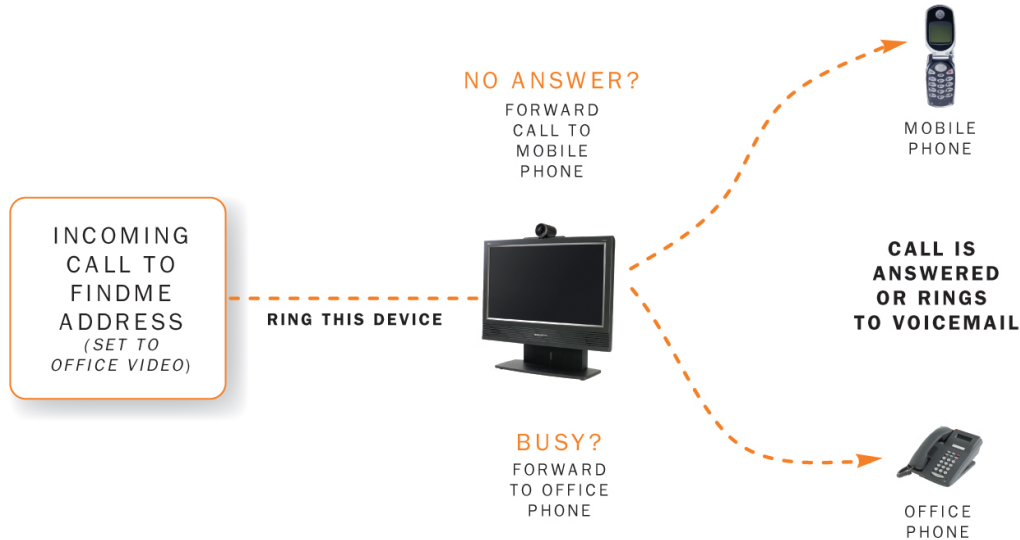 INCOMING
CALL TO
FINDME
ADDRESS
(SET TO
OFFICE VIDEO)
RING THIS DEVICE
NO ANSWER?
FORWARD
CALL TO
MOBILE
PHONE
BUSY?
FORWARD
TO OFFICE
PHONE
MOBILE
PHONE
CALL IS
ANSWERED
OR RINGS
TO VOICEMAIL
OFFICE
PHONE